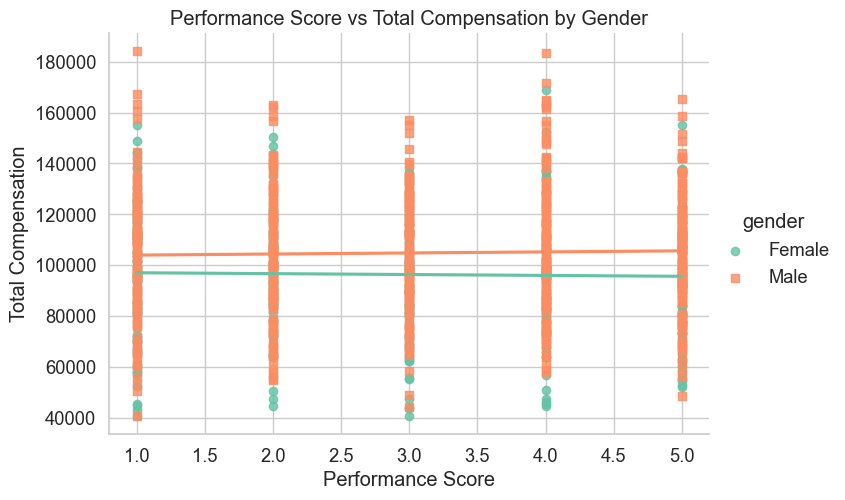 Performance Score vs Total Compensation by Gender
180000
160000
140000
120000
100000
80000
60000
40000
Total Compensation
1.0 1.5 2.0 2.5 3.0 3.5 4.0 4.5 5.0
Performance Score
gender
Female
Male